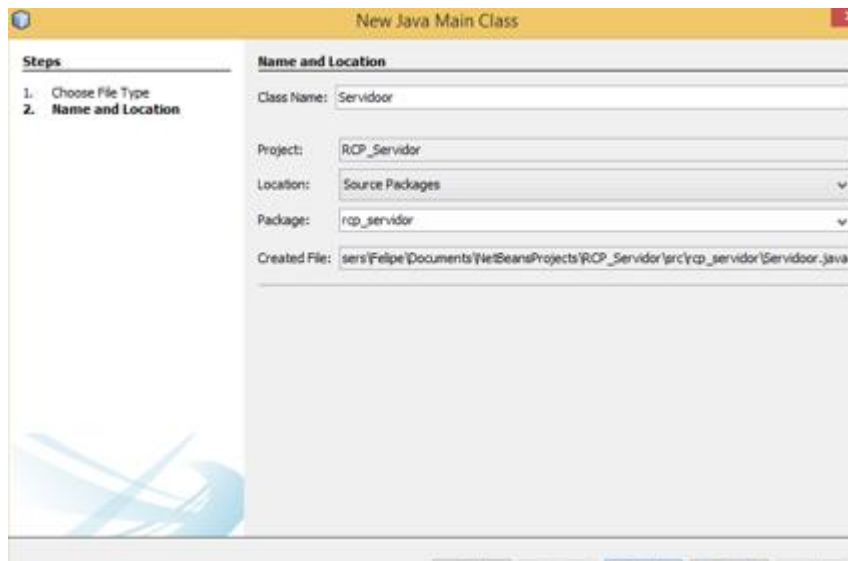 New Java Main Class
Steps
1. Choose File Type
2. Name and Location
Name and Location
Class Name: Servidoor
Project: RCP_Servidor
Location: Source Packages
Package: rcp_servidor
Created File: sers\Felipe\Documents\NetBeansProjects\RCP_Servidor\src\rcp_servidor\Servidoor.java